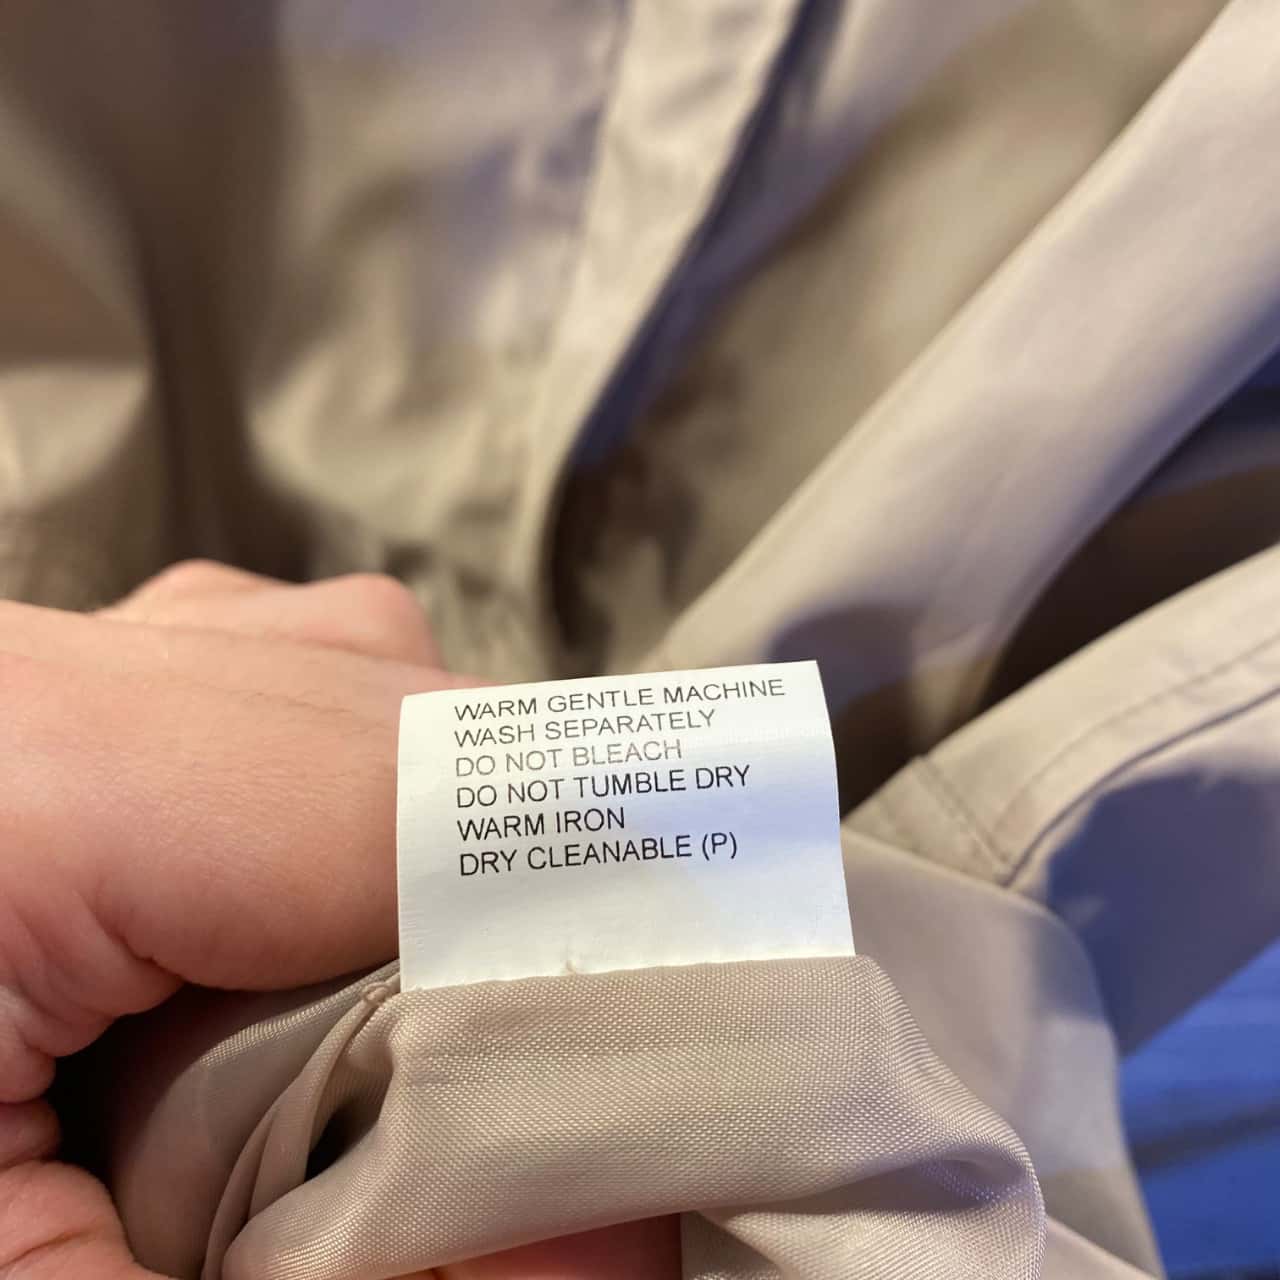 WARM GENTLE MACHINE
WASH SEPARATELY
DO NOT BLEACH
DO NOT TUMBLE DRY
WARM IRON
DRY CLEANABLE (P)